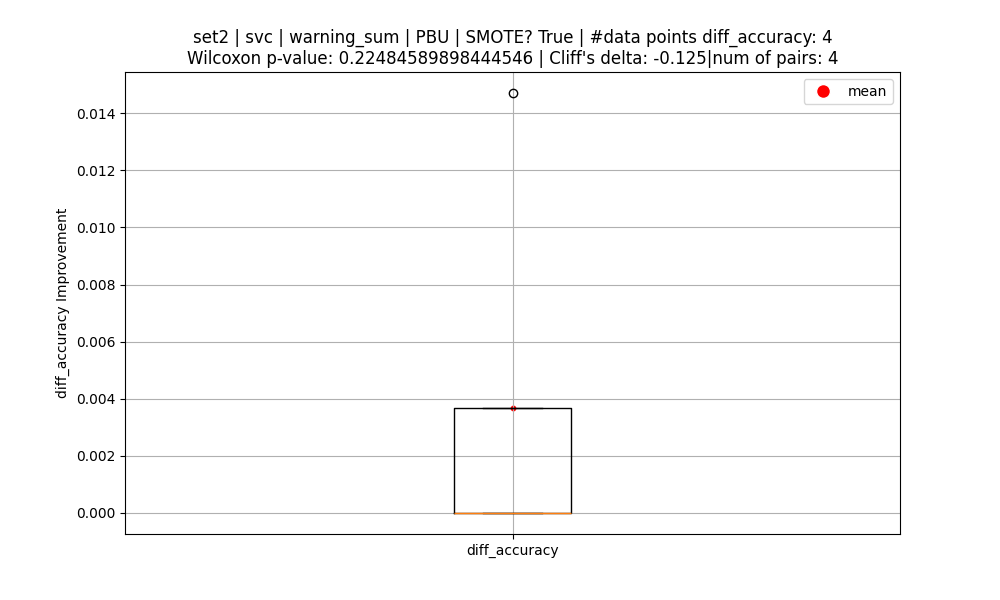 set2 | svc | warning_sum | PBU | SMOTE? True | #data points diff_accuracy: 4
Wilcoxon p-value: 0.22484589898444546 | Cliff's delta: -0.125|num of pairs: 4
mean
0.014
0.012
0.010
0.008
0.006
0.004
0.002
0.000
diff_accuracy Improvement
diff_accuracy